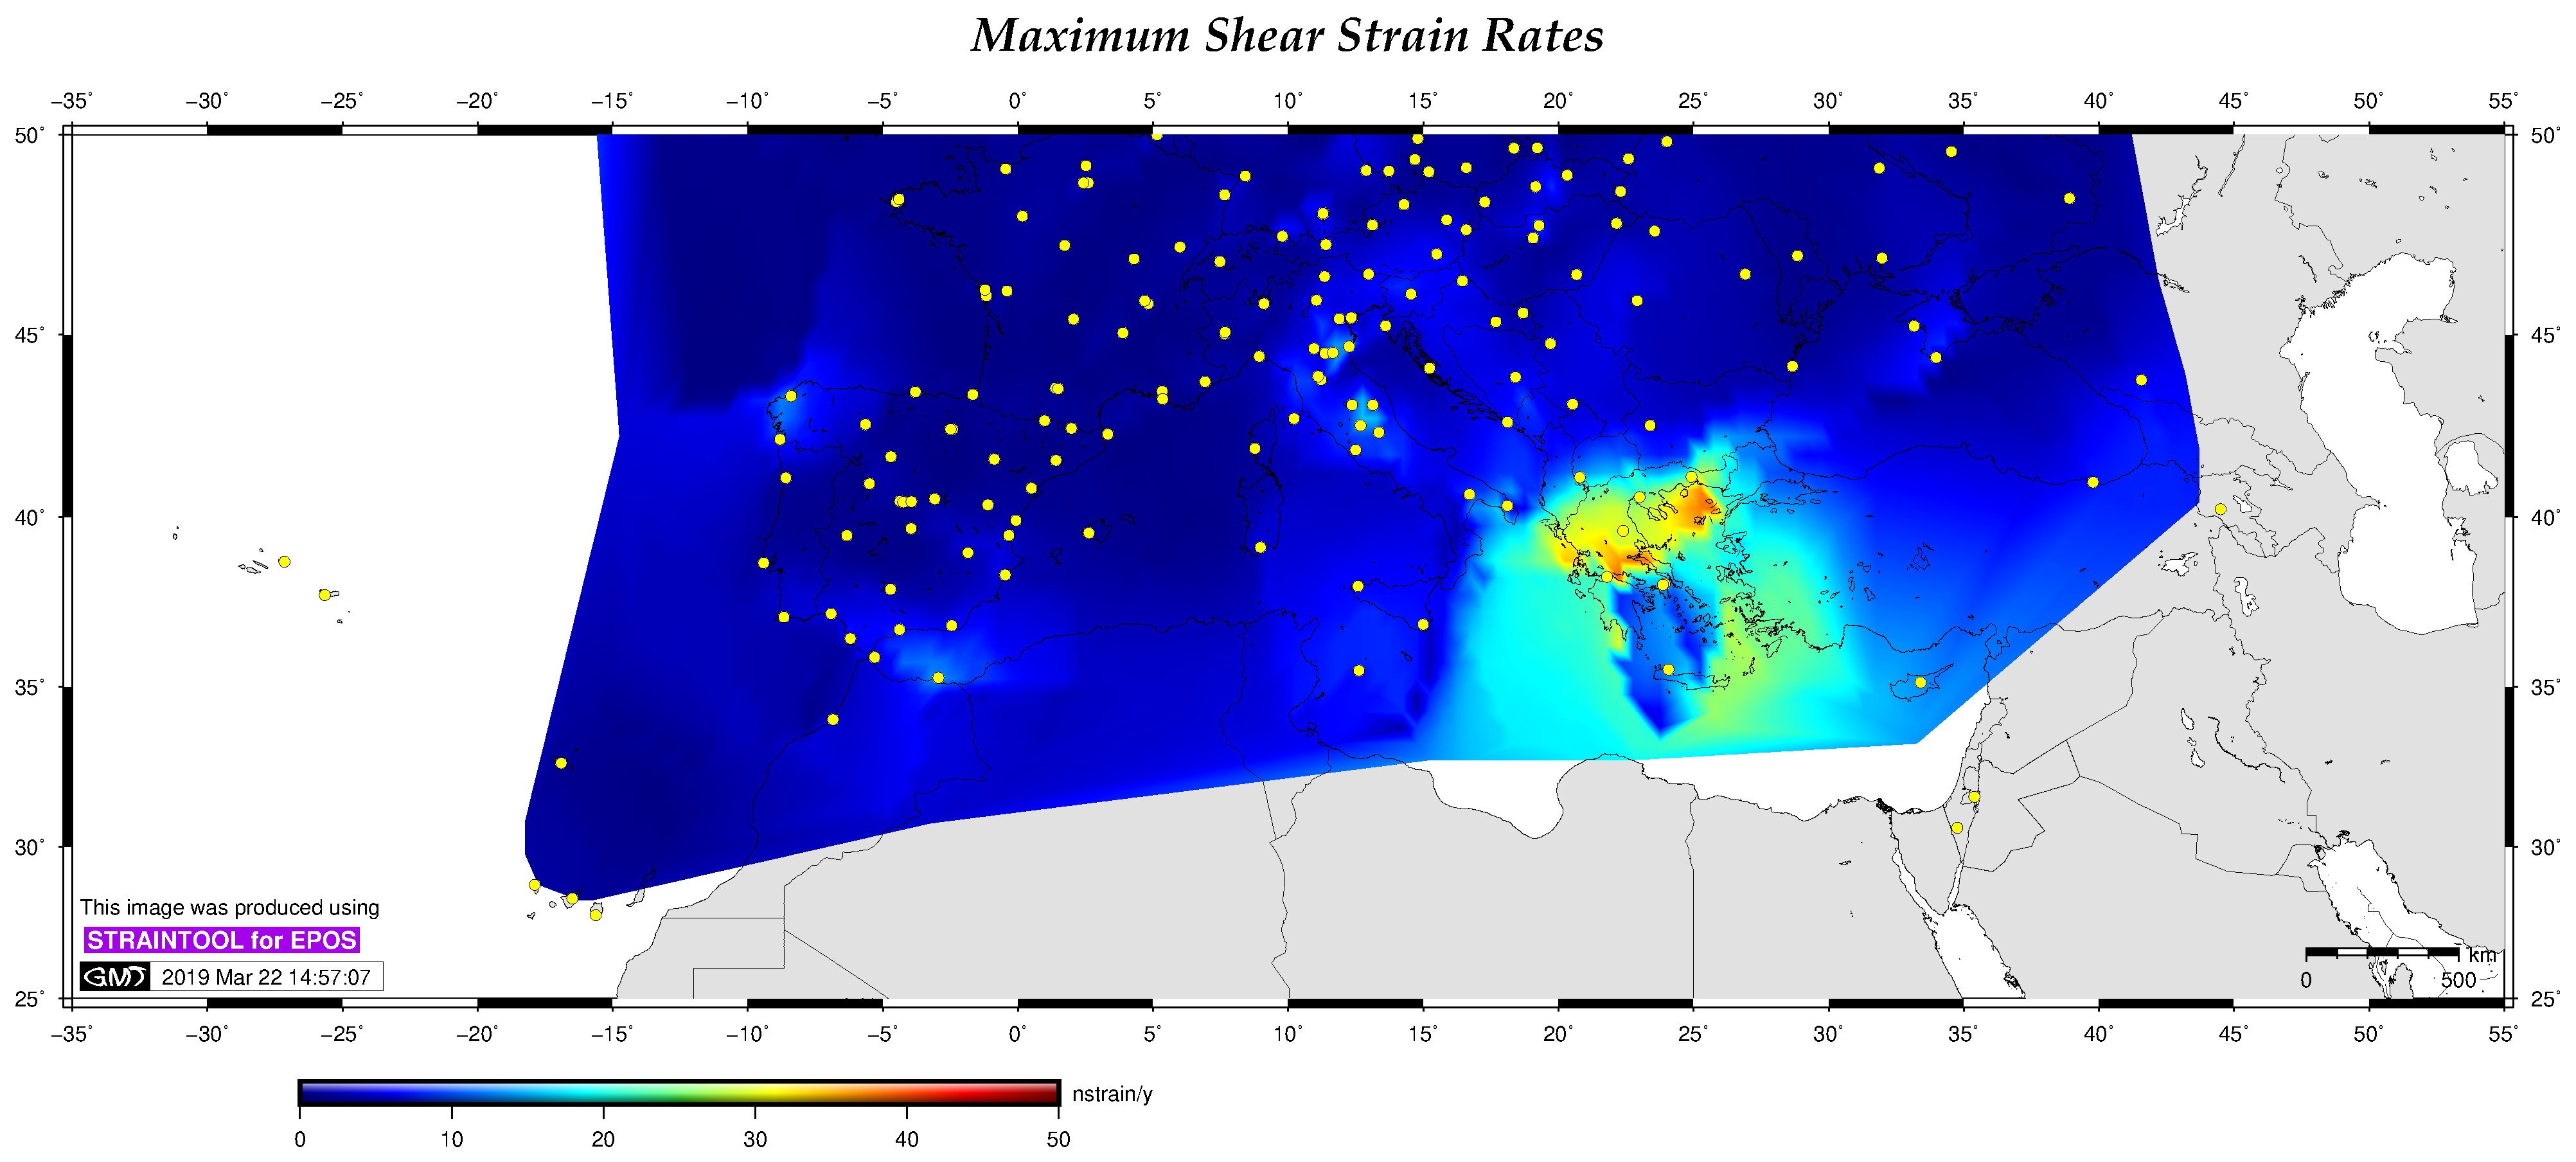 Maximum Shear Strain Rates
−35° −30° −25° −20° −15° −10° −5° 0° 5° 10° 15° 20° 25° 30° 35° 40° 45° 50° 55°
50° 50°
45° 45°
40° 40°
35° 35°
30° 30°
This image was produced using
STRAINTOOL for EPOS
km
GMT 2019 Mar 22 14:57:07
0 500
25° 25°
−35° −30° −25° −20° −15° −10° −5° 0° 5° 10° 15° 20° 25° 30° 35° 40° 45° 50° 55°
nstrain/y
0 10 20 30 40 50